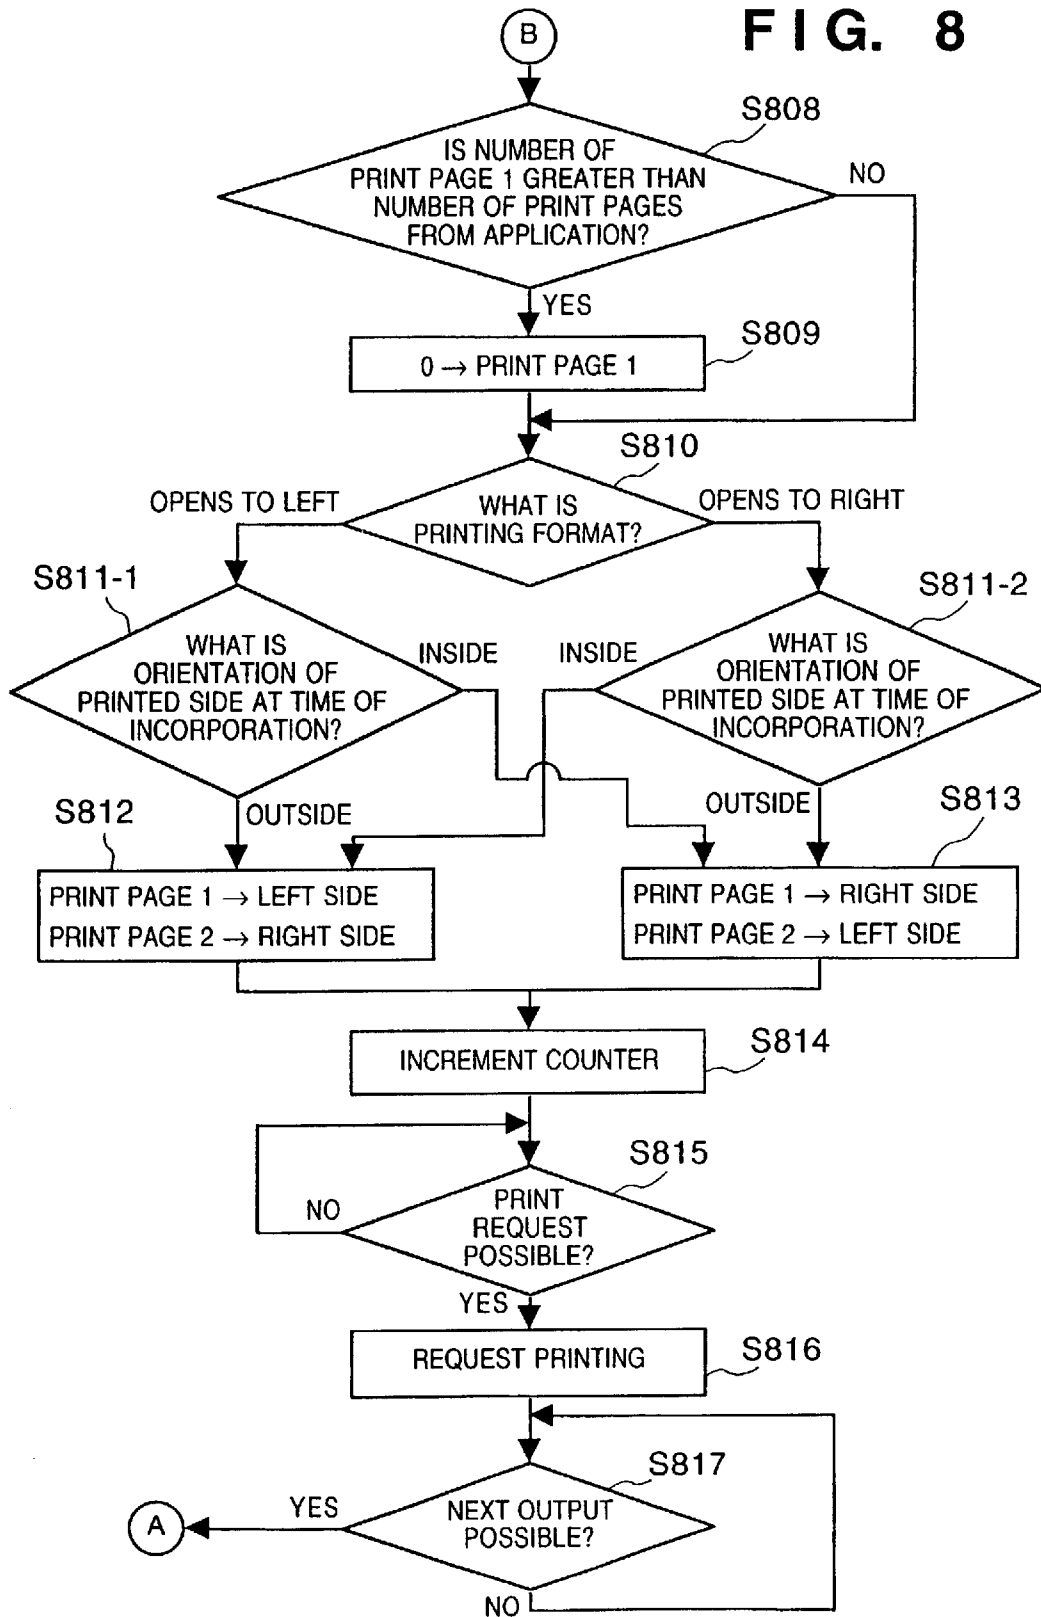 FIG. 8
B
S808
IS NUMBER OF
PRINT PAGE 1 GREATER THAN
NUMBER OF PRINT PAGES
FROM APPLICATION?
NO
YES
S809
0 → PRINT PAGE 1
S810
OPENS TO LEFT
WHAT IS
PRINTING FORMAT?
OPENS TO RIGHT
S811-1
WHAT IS
ORIENTATION OF
PRINTED SIDE AT TIME OF
INCORPORATION?
INSIDE
INSIDE
S811-2
WHAT IS
ORIENTATION OF
PRINTED SIDE AT TIME OF
INCORPORATION?
S812
OUTSIDE
OUTSIDE
S813
PRINT PAGE 1 → LEFT SIDE
PRINT PAGE 2 → RIGHT SIDE
PRINT PAGE 1 → RIGHT SIDE
PRINT PAGE 2 → LEFT SIDE
INCREMENT COUNTER
S814
S815
NO
PRINT
REQUEST
POSSIBLE?
YES
REQUEST PRINTING
S816
S817
A
YES
NEXT OUTPUT
POSSIBLE?
NO